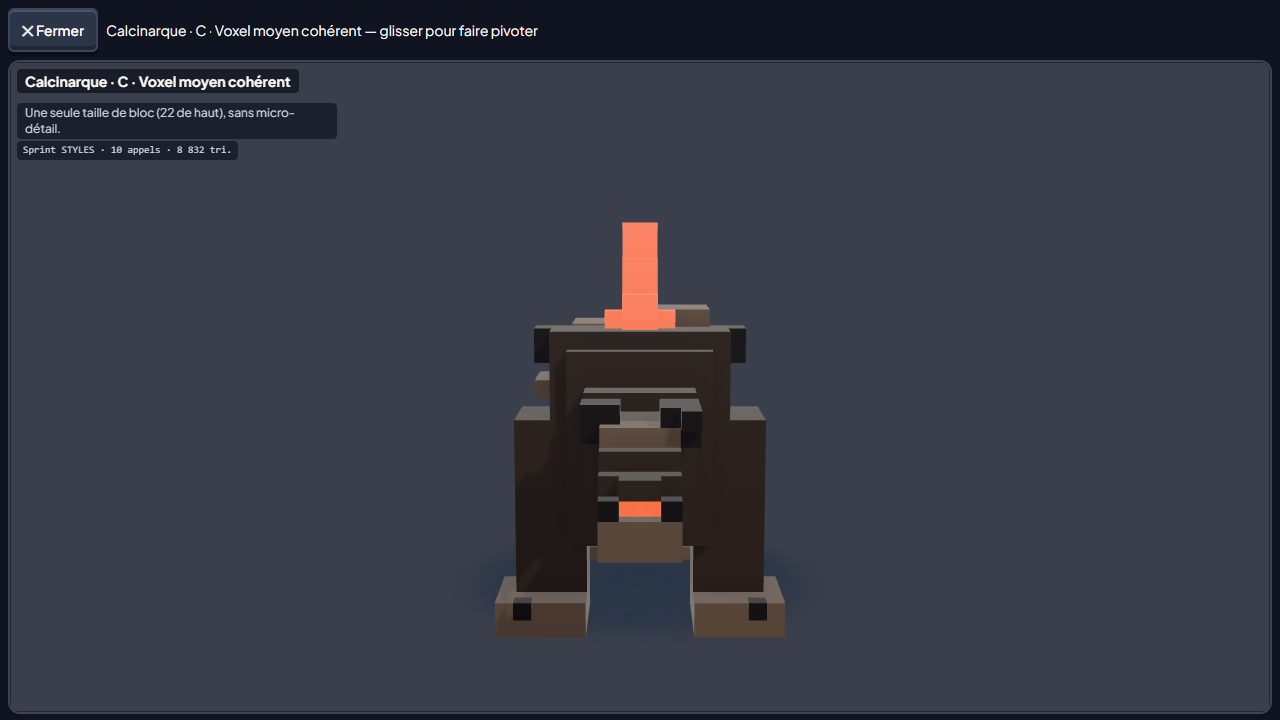 ✕ Fermer
Calcinarque · C · Voxel moyen cohérent — glisser pour faire pivoter
Calcinarque · C · Voxel moyen cohérent
Une seule taille de bloc (22 de haut), sans micro-
détail.
Sprint STYLES · 10 appels · 8 832 tri.